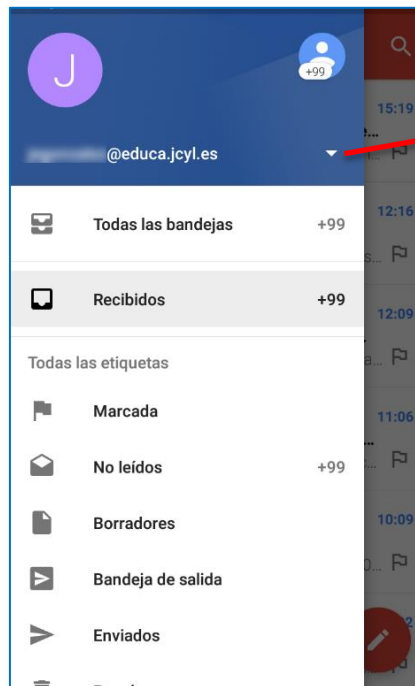 J
+99
@educa.jcyl.es
15:19
Todas las bandejas +99
12:16
Recibidos +99
12:09
Todas las etiquetas
Marcada
11:06
No leídos +99
Borradores
10:09
Bandeja de salida
Enviados